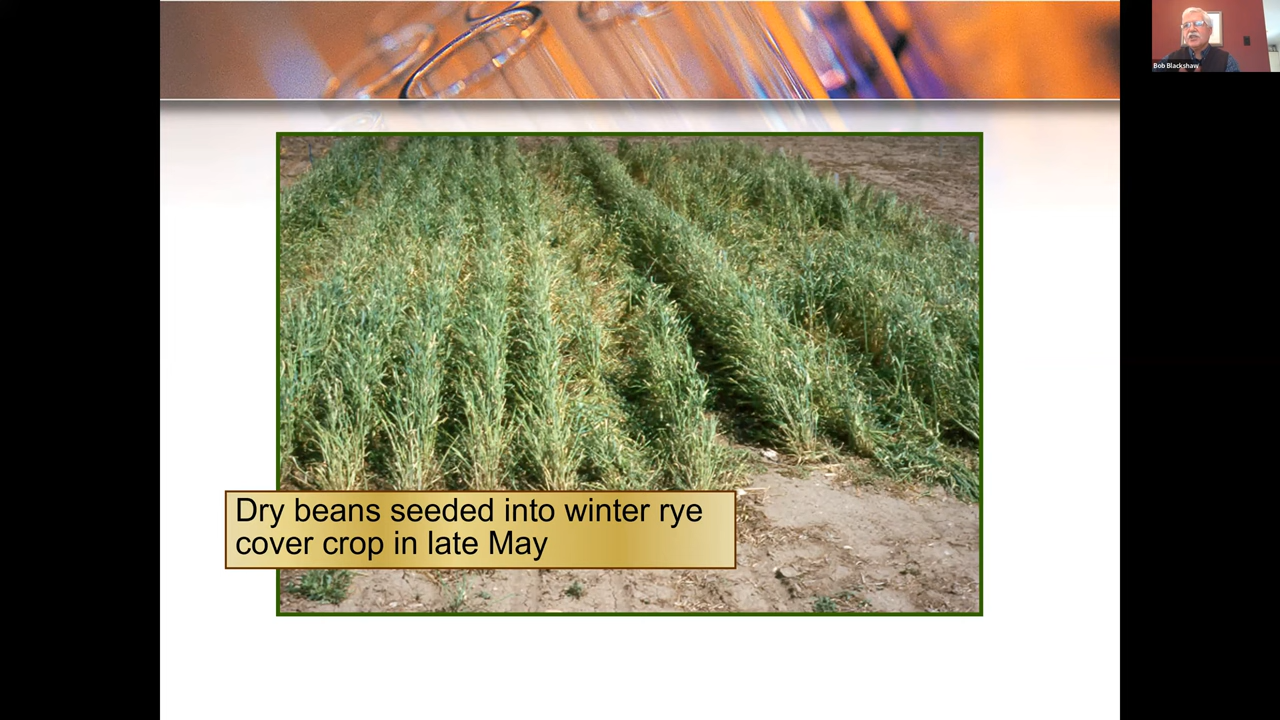 Bob Blackshaw
Dry beans seeded into winter rye
cover crop in late May